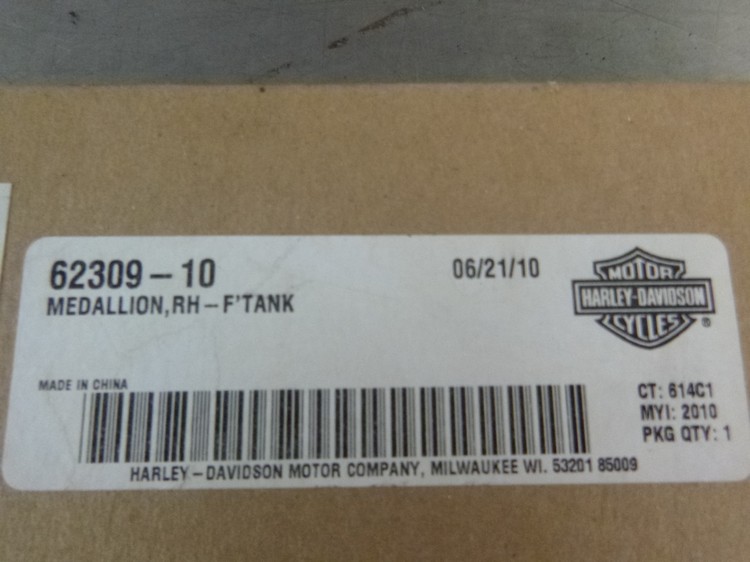 62309-10
06/21/10
MEDALLION,RH-F'TANK
MOTOR
HARLEY-DAVIDSON
CYCLES
®
MADE IN CHINA
CT: 614C1
MYI: 2010
PKG QTY: 1
HARLEY-DAVIDSON MOTOR COMPANY, MILWAUKEE WI. 53201 85009